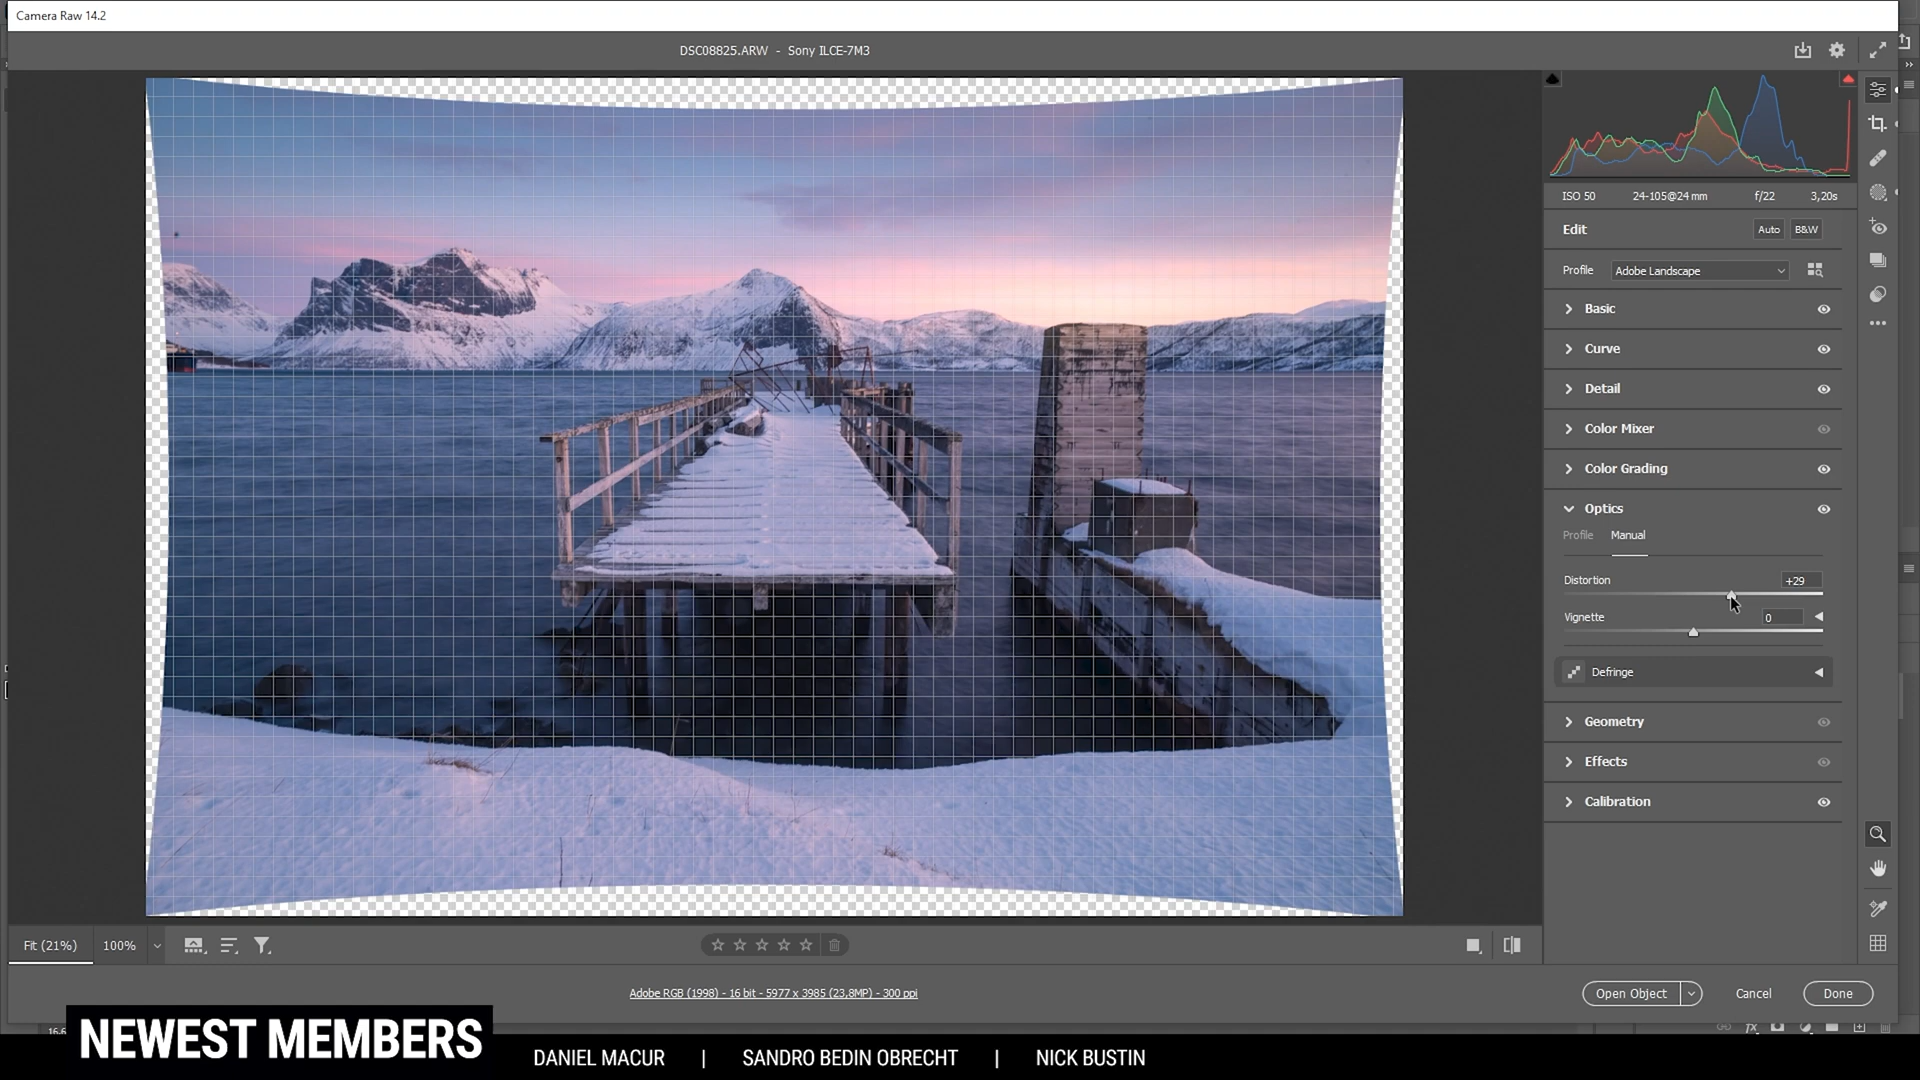 Camera Raw 14.2
DSC08825.ARW - Sony ILCE-7M3
ISO 50 24-105@24 mm f/22 3,20s
Edit Auto B&W
Profile Adobe Landscape
Basic
Curve
Detail
Color Mixer
Color Grading
Optics
Profile Manual
Distortion +29
Vignette 0
Defringe
Geometry
Effects
Calibration
Fit (21%) 100%
Adobe RGB (1998) - 16 bit - 5977 x 3985 (23,8MP) - 300 ppi
Open Object Cancel Done
NEWEST MEMBERS
DANIEL MACUR | SANDRO BEDIN OBRECHT | NICK BUSTIN